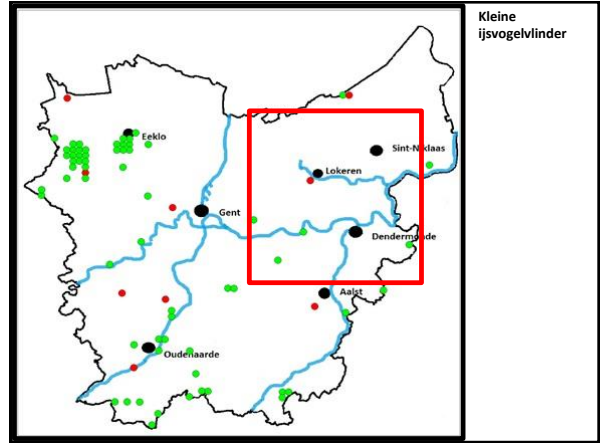 Kleine
ijsvogelvlinder
Eeklo
Sint-Niklaas
Lokeren
Gent
Dendermonde
Aalst
Oudenaarde